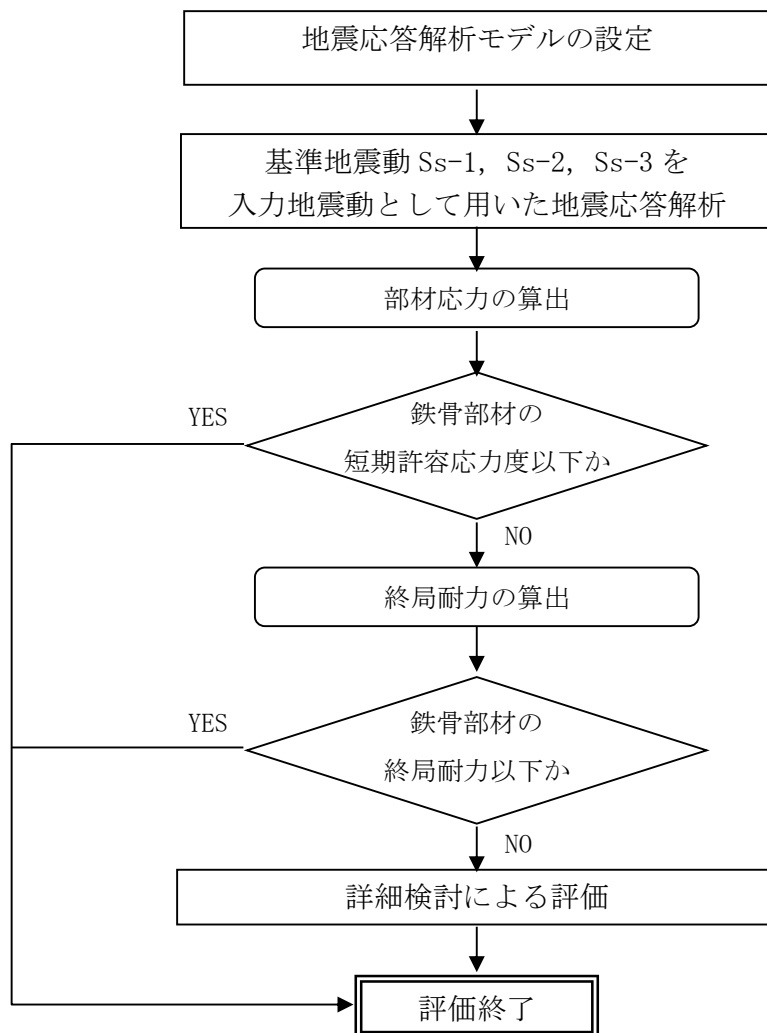 地震応答解析モデルの設定
基準地震動 Ss-1, Ss-2, Ss-3 を
入力地震動として用いた地震応答解析
部材応力の算出
YES
鉄骨部材の
短期許容応力度以下か
NO
終局耐力の算出
YES
鉄骨部材の
終局耐力以下か
NO
詳細検討による評価
評価終了